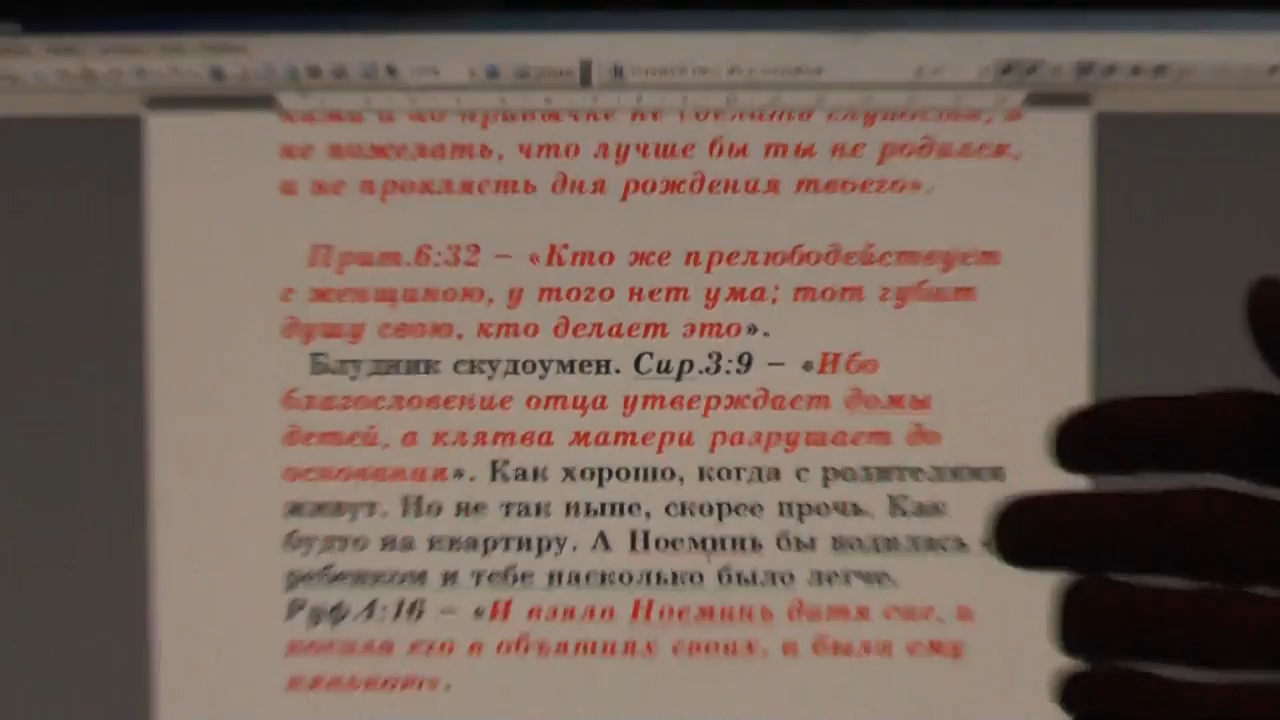 не пожелать, что лучше бы ты не родился,
и не проклясть дня рождения твоего».
Прит.6:32 – «Кто же прелюбодействует
с женщиною, у того нет ума; тот губит
душу свою, кто делает это».
Блудник скудоумен. Сир.3:9 – «Ибо
благословение отца утверждает домы
детей, а клятва матери разрушает до
основания». Как хорошо, когда с родителями
живут. Но не так ныне, скорее прочь. Как
будто на квартиру. А Ноеминь бы водилась с
ребенком и тебе насколько было легче.
Руф.4:16 – «И взяла Ноеминь дитя сие, и
носила его в объятиях своих, и была ему
нянькою».